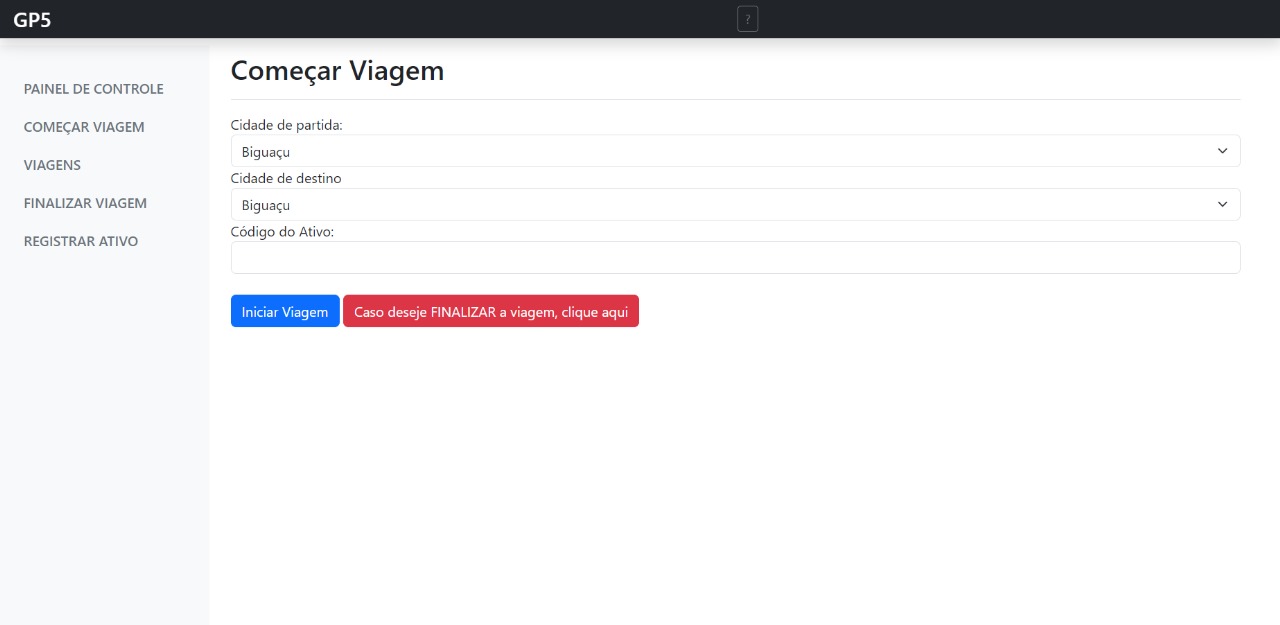 GP5
?
PAINEL DE CONTROLE
COMEÇAR VIAGEM
VIAGENS
FINALIZAR VIAGEM
REGISTRAR ATIVO
Começar Viagem
Cidade de partida:
Biguaçu
Cidade de destino
Biguaçu
Código do Ativo:
Iniciar Viagem
Caso deseje FINALIZAR a viagem, clique aqui